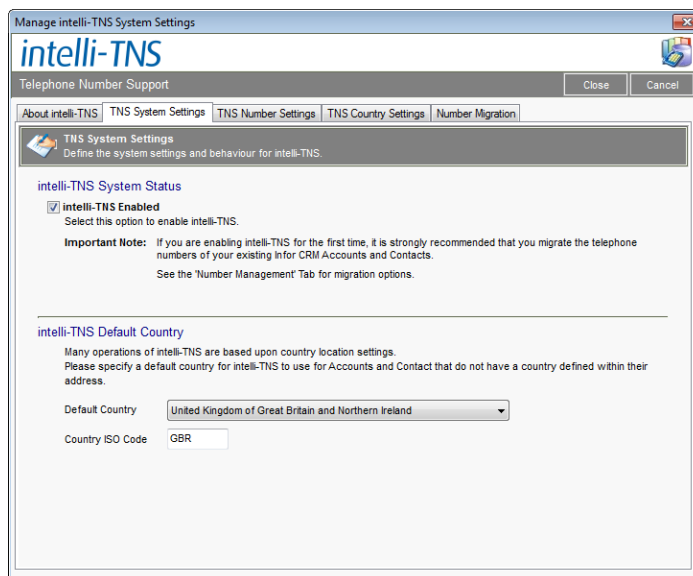 Manage intelli-TNS System Settings
intelli-TNS
Telephone Number Support
Close
Cancel
About intelli-TNS
TNS System Settings
TNS Number Settings
TNS Country Settings
Number Migration
TNS System Settings
Define the system settings and behaviour for intelli-TNS.
intelli-TNS System Status
intelli-TNS Enabled
Select this option to enable intelli-TNS.
Important Note: If you are enabling intelli-TNS for the first time, it is strongly recommended that you migrate the telephone
numbers of your existing Infor CRM Accounts and Contacts.
See the 'Number Management' Tab for migration options.
intelli-TNS Default Country
Many operations of intelli-TNS are based upon country location settings.
Please specify a default country for intelli-TNS to use for Accounts and Contact that do not have a country defined within their
address.
Default Country
United Kingdom of Great Britain and Northern Ireland
Country ISO Code
GBR